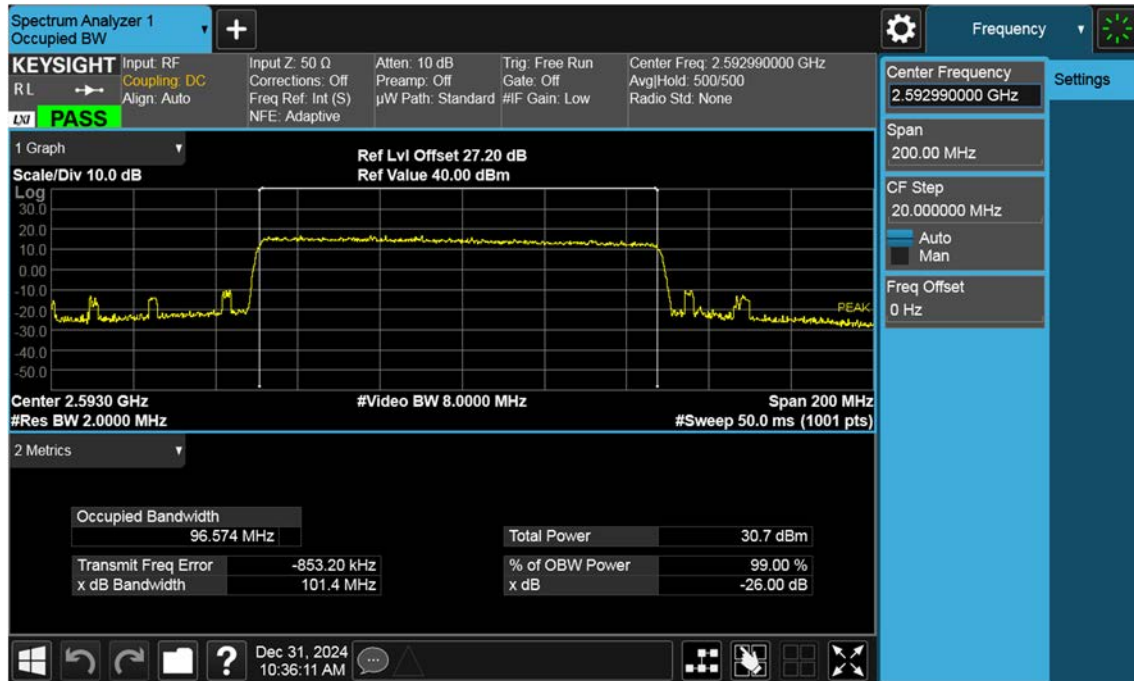 Spectrum Analyzer 1
Occupied BW
+
Frequency
KEYSIGHT
R L
LXI PASS
Input: RF
Coupling: DC
Align: Auto
Input Z: 50 Ω
Corrections: Off
Freq Ref: Int (S)
NFE: Adaptive
Atten: 10 dB
Preamp: Off
µW Path: Standard
Trig: Free Run
Gate: Off
#IF Gain: Low
Center Freq: 2.592990000 GHz
Avg|Hold: 500/500
Radio Std: None
Center Frequency
2.592990000 GHz
Settings
Span
200.00 MHz
CF Step
20.000000 MHz
Auto
Man
Freq Offset
0 Hz
1 Graph
Scale/Div 10.0 dB
Ref Lvl Offset 27.20 dB
Ref Value 40.00 dBm
Log
30.0
20.0
10.0
0.00
-10.0
-20.0
-30.0
-40.0
-50.0
PEAK
Center 2.5930 GHz
#Video BW 8.0000 MHz
Span 200 MHz
#Res BW 2.0000 MHz
#Sweep 50.0 ms (1001 pts)
2 Metrics
Occupied Bandwidth
96.574 MHz
Total Power 30.7 dBm
Transmit Freq Error -853.20 kHz
% of OBW Power 99.00 %
x dB Bandwidth 101.4 MHz
x dB -26.00 dB
?
Dec 31, 2024
10:36:11 AM